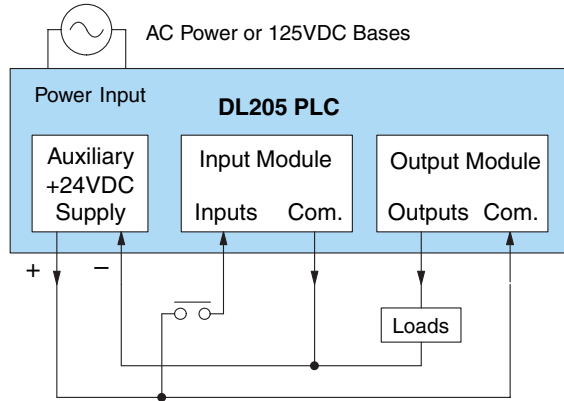 AC Power or 125VDC Bases
Power Input
DL205 PLC
Auxiliary
+24VDC
Supply
Input Module
Inputs Com.
Output Module
Outputs Com.
+ –
Loads